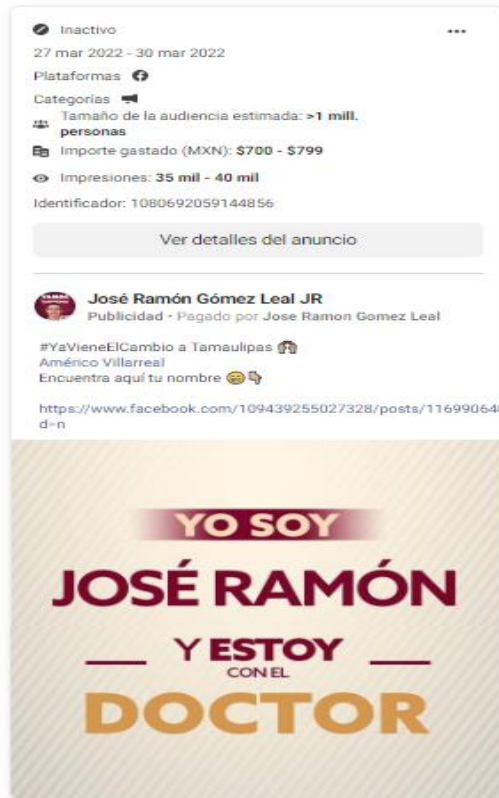 Inactivo
27 mar 2022 - 30 mar 2022
Plataformas
Categorías
Tamaño de la audiencia estimada: >1 mill.
personas
Importe gastado (MXN): $700 - $799
Impresiones: 35 mil - 40 mil
Identificador: 1080692059144856
Ver detalles del anuncio
José Ramón Gómez Leal JR
Publicidad • Pagado por Jose Ramon Gomez Leal
#YaVieneElCambio a Tamaulipas
Américo Villarreal
Encuentra aquí tu nombre
https://www.facebook.com/109439255027328/posts/11699064
d=n
YO SOY
JOSÉ RAMÓN
Y ESTOY
CON EL
DOCTOR